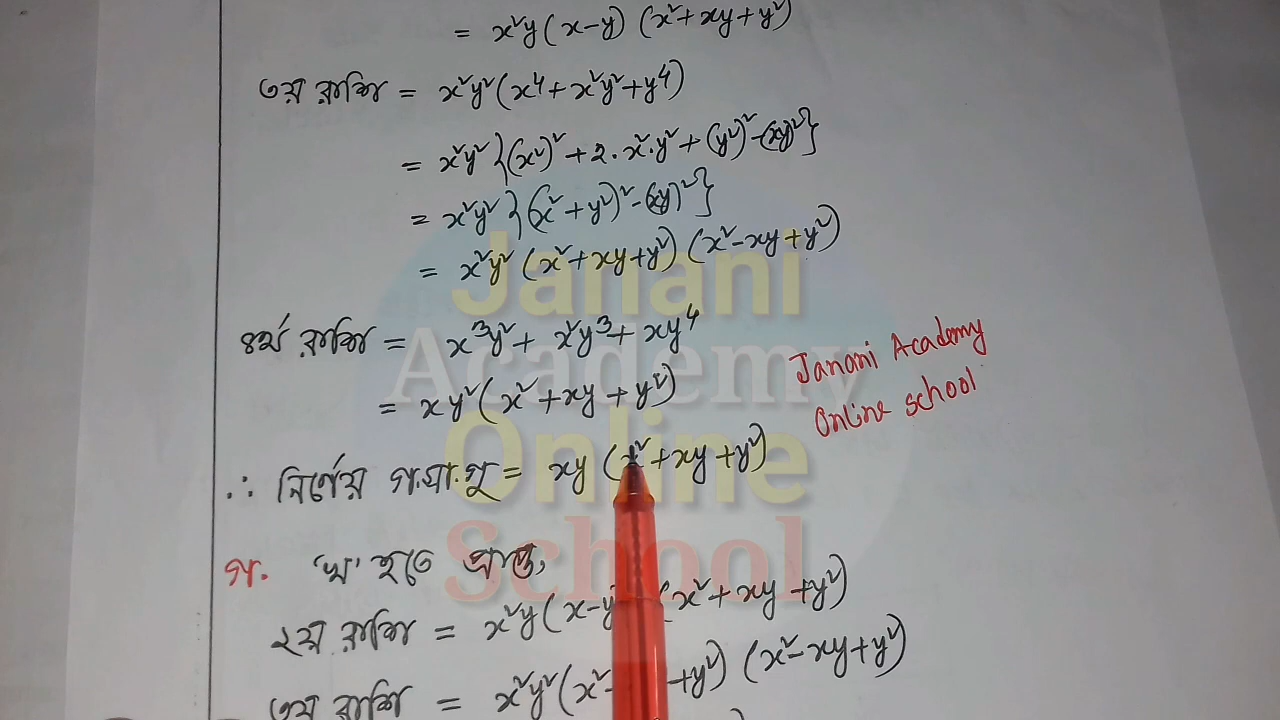 = x²y(x-y) (x²+xy+y²)
৩য় রাশি = x²y²(x⁴+x²y²+y⁴)
= x²y²{(x²)²+2.x².y²+(y²)²-(xy)²}
= x²y²{(x²+y²)²-(xy)²}
= x²y²(x²+xy+y²)(x²-xy+y²)
৪র্থ রাশি = x³y²+x²y³+xy⁴
= xy²(x²+xy+y²)
Janani Academy
Online school
∴ নির্ণেয় গ.সা.গু = xy(x²+xy+y²)
গ. 'খ' হতে প্রাপ্ত,
২য় রাশি = x²y(x-y) (x²+xy+y²)
৩য় রাশি = x²y²(x² +y²) (x²-xy+y²)
Janani
Academy
Online
School